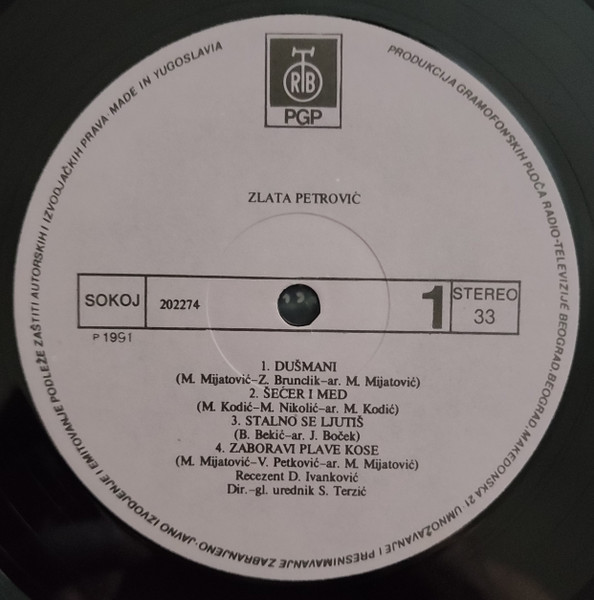 PRODUKCIJA GRAMOFONSKIH PLOČA RADIO-TELEVIZIJE BEOGRAD, BEOGRAD, MAKEDONSKA 21 · UMNOŽAVANJE I PRESNIMAVANJE ZABRANJENO · JAVNO IZVODJENJE I EMITOVANJE PODLEŽE ZAŠTITI AUTORSKIH I IZVODJAČKIH PRAVA · MADE IN YUGOSLAVIA
RTB
PGP
ZLATA PETROVIĆ
SOKOJ
202274
1
STEREO
33
P 1991
1. DUŠMANI
(M. Mijatović–Z. Brunclik–ar. M. Mijatović)
2. ŠEĆER I MED
(M. Kodić–M. Nikolić–ar. M. Kodić)
3. STALNO SE LJUTIŠ
(B. Bekić–ar. J. Boček)
4. ZABORAVI PLAVE KOSE
(M. Mijatović–V. Petković–ar. M. Mijatović)
Recezent D. Ivanković
Dir.–gl. urednik S. Terzić